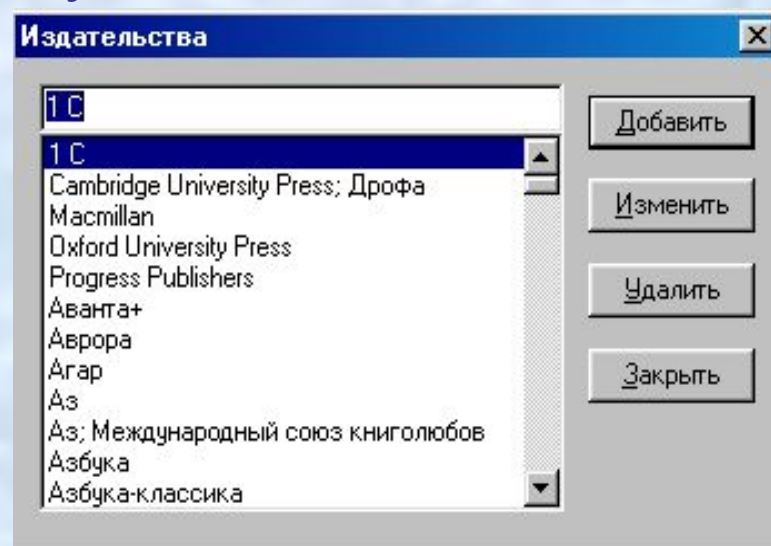 Издательства
1 С
1 С
Cambridge University Press; Дрофа
Macmillan
Oxford University Press
Progress Publishers
Аванта+
Аврора
Агар
Аз
Аз; Международный союз книголюбов
Азбука
Азбука-классика
Добавить
Изменить
Удалить
Закрыть